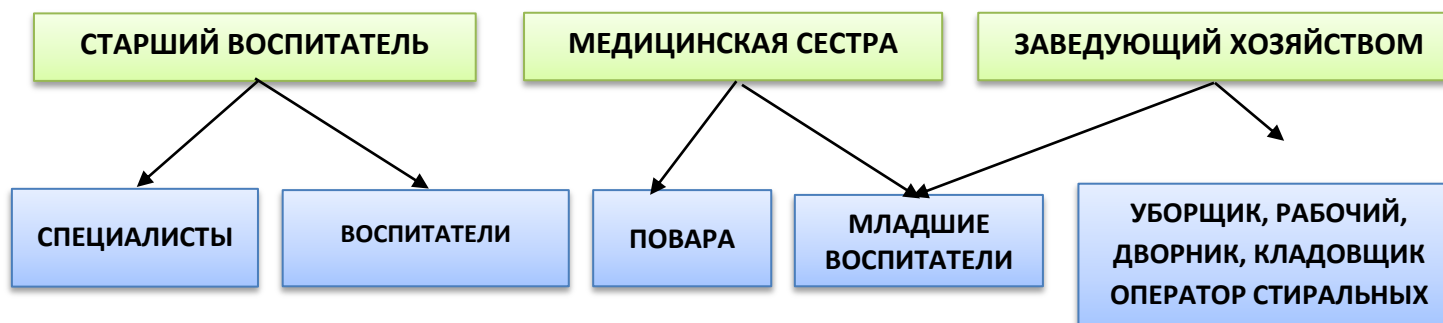 СТАРШИЙ ВОСПИТАТЕЛЬ
МЕДИЦИНСКАЯ СЕСТРА
ЗАВЕДУЮЩИЙ ХОЗЯЙСТВОМ
СПЕЦИАЛИСТЫ
ВОСПИТАТЕЛИ
ПОВАРА
МЛАДШИЕ
ВОСПИТАТЕЛИ
УБОРЩИК, РАБОЧИЙ,
ДВОРНИК, КЛАДОВЩИК
ОПЕРАТОР СТИРАЛЬНЫХ